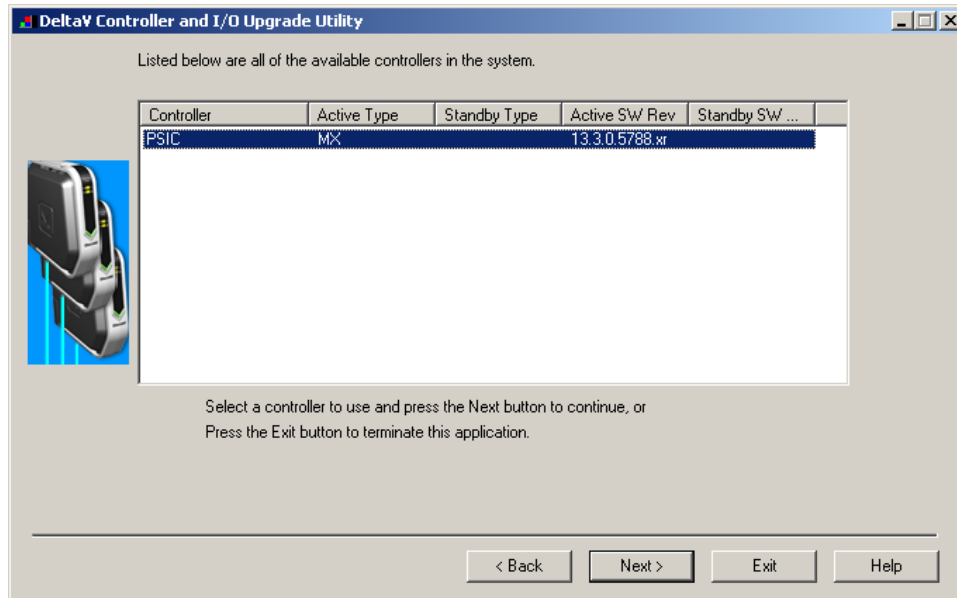 DeltaV Controller and I/O Upgrade Utility
Listed below are all of the available controllers in the system.
Controller Active Type Standby Type Active SW Rev Standby SW ...
PSIC MX 13.3.0.5788.xr
Select a controller to use and press the Next button to continue, or
Press the Exit button to terminate this application.
< Back Next > Exit Help